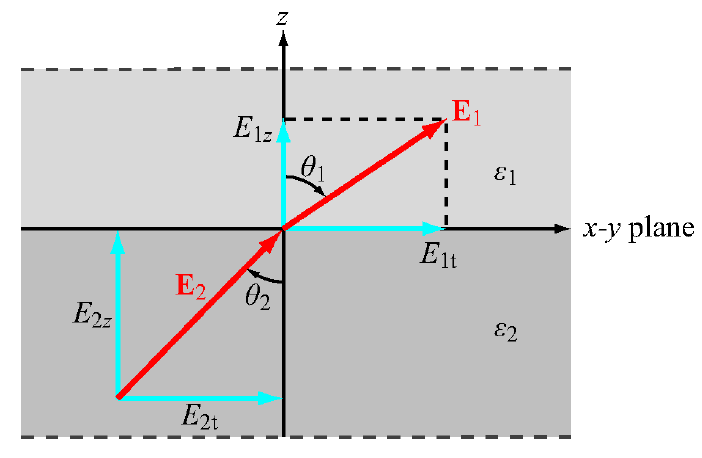 z
E₁
E₁z
θ₁
ε₁
x-y plane
E₁t
E₂
θ₂
E₂z
ε₂
E₂t